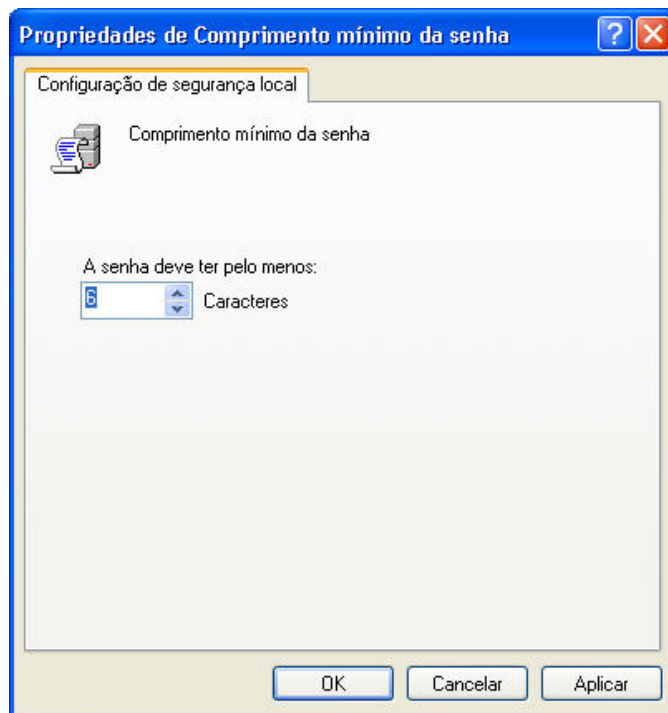 Propriedades de Comprimento mínimo da senha
Configuração de segurança local
Comprimento mínimo da senha
A senha deve ter pelo menos:
6 Caracteres
OK Cancelar Aplicar